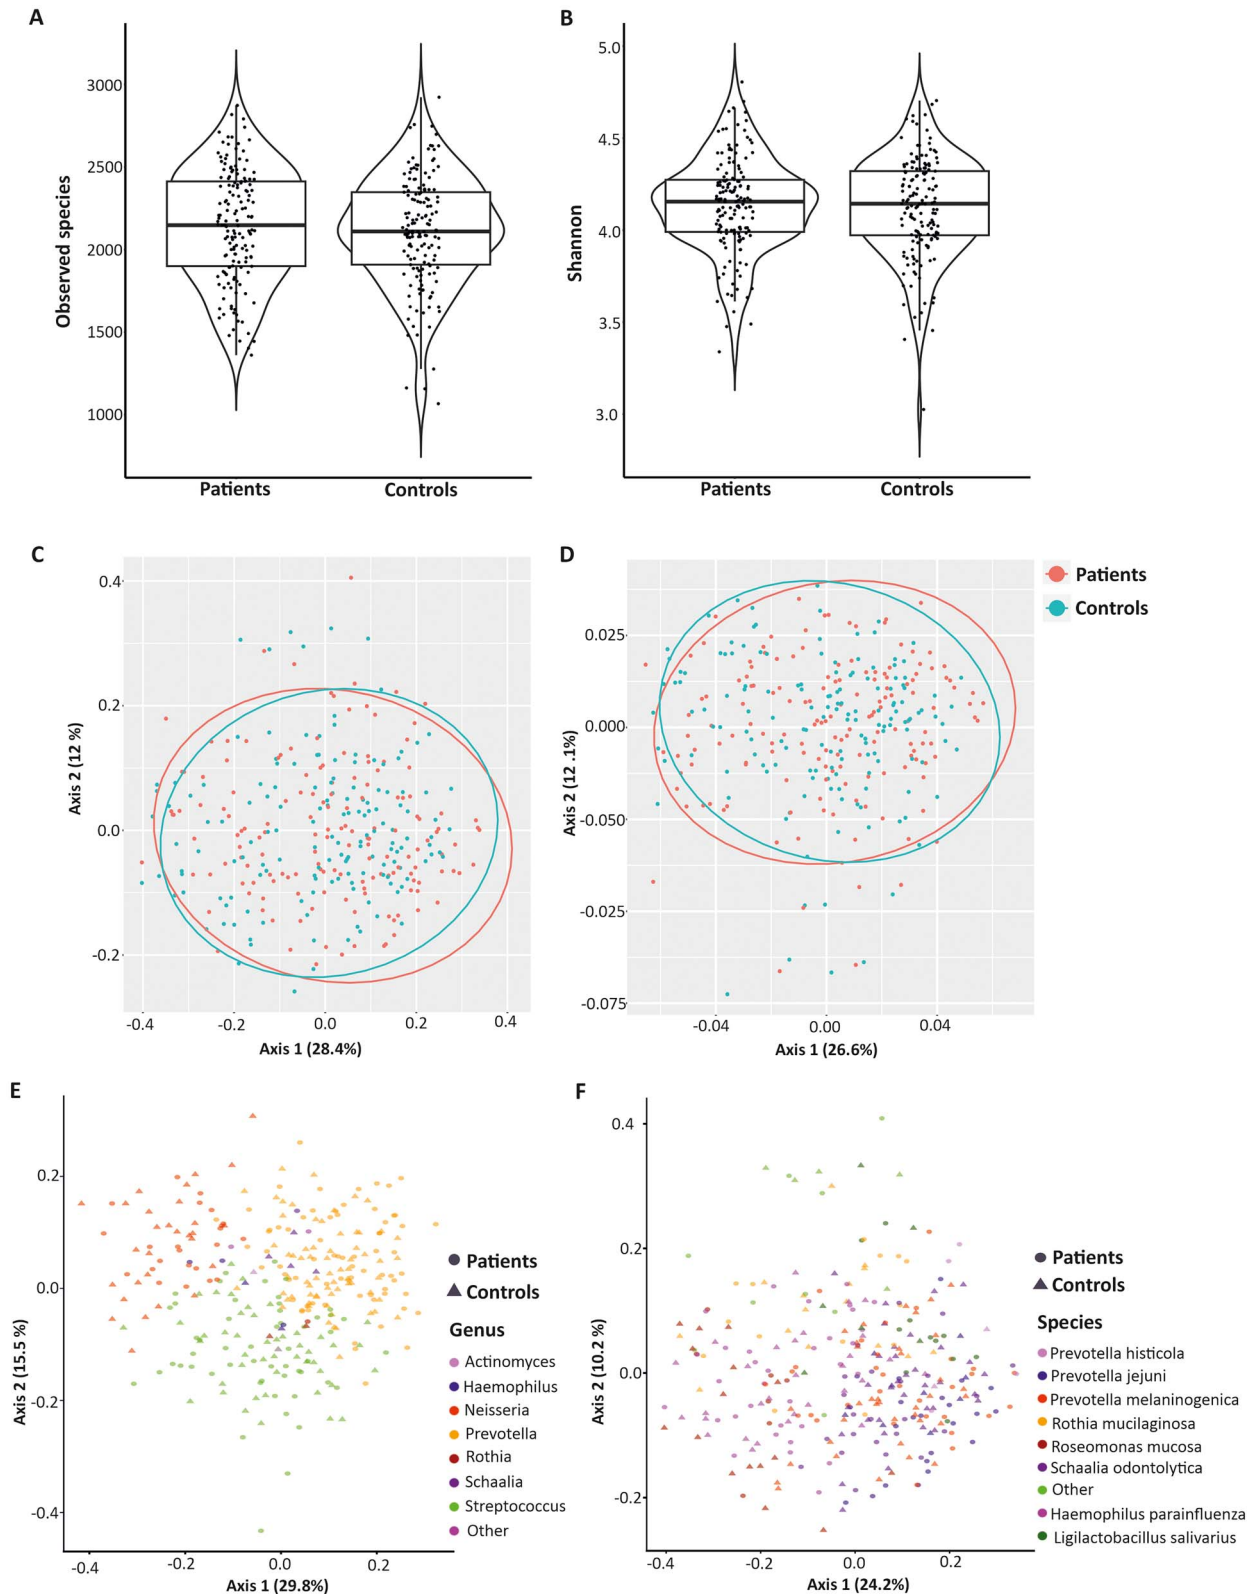 A
3000
2500
2000
1500
1000
Observed species
Patients
Controls
B
5.0
4.5
4.0
3.5
3.0
Shannon
Patients
Controls
C
0.4
0.2
0.0
-0.2
Axis 2 (12 %)
-0.4
-0.2
0.0
0.2
0.4
Axis 1 (28.4%)
D
0.025
0.000
-0.050
-0.025
-0.075
Axis 2 (12 .1%)
-0.04
0.00
0.04
Axis 1 (26.6%)
Patients
Controls
E
0.2
0.0
-0.2
-0.4
Axis 2 (15.5 %)
-0.4
-0.2
0.0
0.2
Axis 1 (29.8%)
Patients
Controls
Genus
Actinomyces
Haemophilus
Neisseria
Prevotella
Rothia
Schaalia
Streptococcus
Other
F
0.4
0.2
0.0
-0.2
Axis 2 (10.2 %)
-0.4
-0.2
0.0
0.2
Axis 1 (24.2%)
Patients
Controls
Species
Prevotella histicola
Prevotella jejuni
Prevotella melaninogenica
Rothia mucilaginosa
Roseomonas mucosa
Schaalia odontolytica
Other
Haemophilus parainfluenza
Ligilactobacillus salivarius